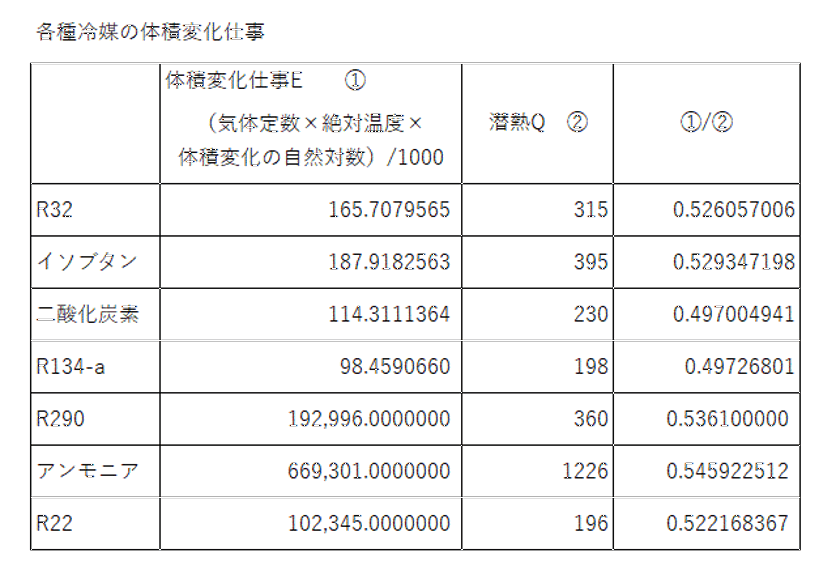 各種冷媒の体積変化仕事
体積変化仕事E ①
（気体定数×絶対温度×
体積変化の自然対数）/1000
潜熱Q ②
①/②
R32 165.7079565 315 0.526057006
イソブタン 187.9182563 395 0.529347198
二酸化炭素 114.3111364 230 0.497004941
R134-a 98.4590660 198 0.49726801
R290 192,996.0000000 360 0.536100000
アンモニア 669,301.0000000 1226 0.545922512
R22 102,345.0000000 196 0.522168367